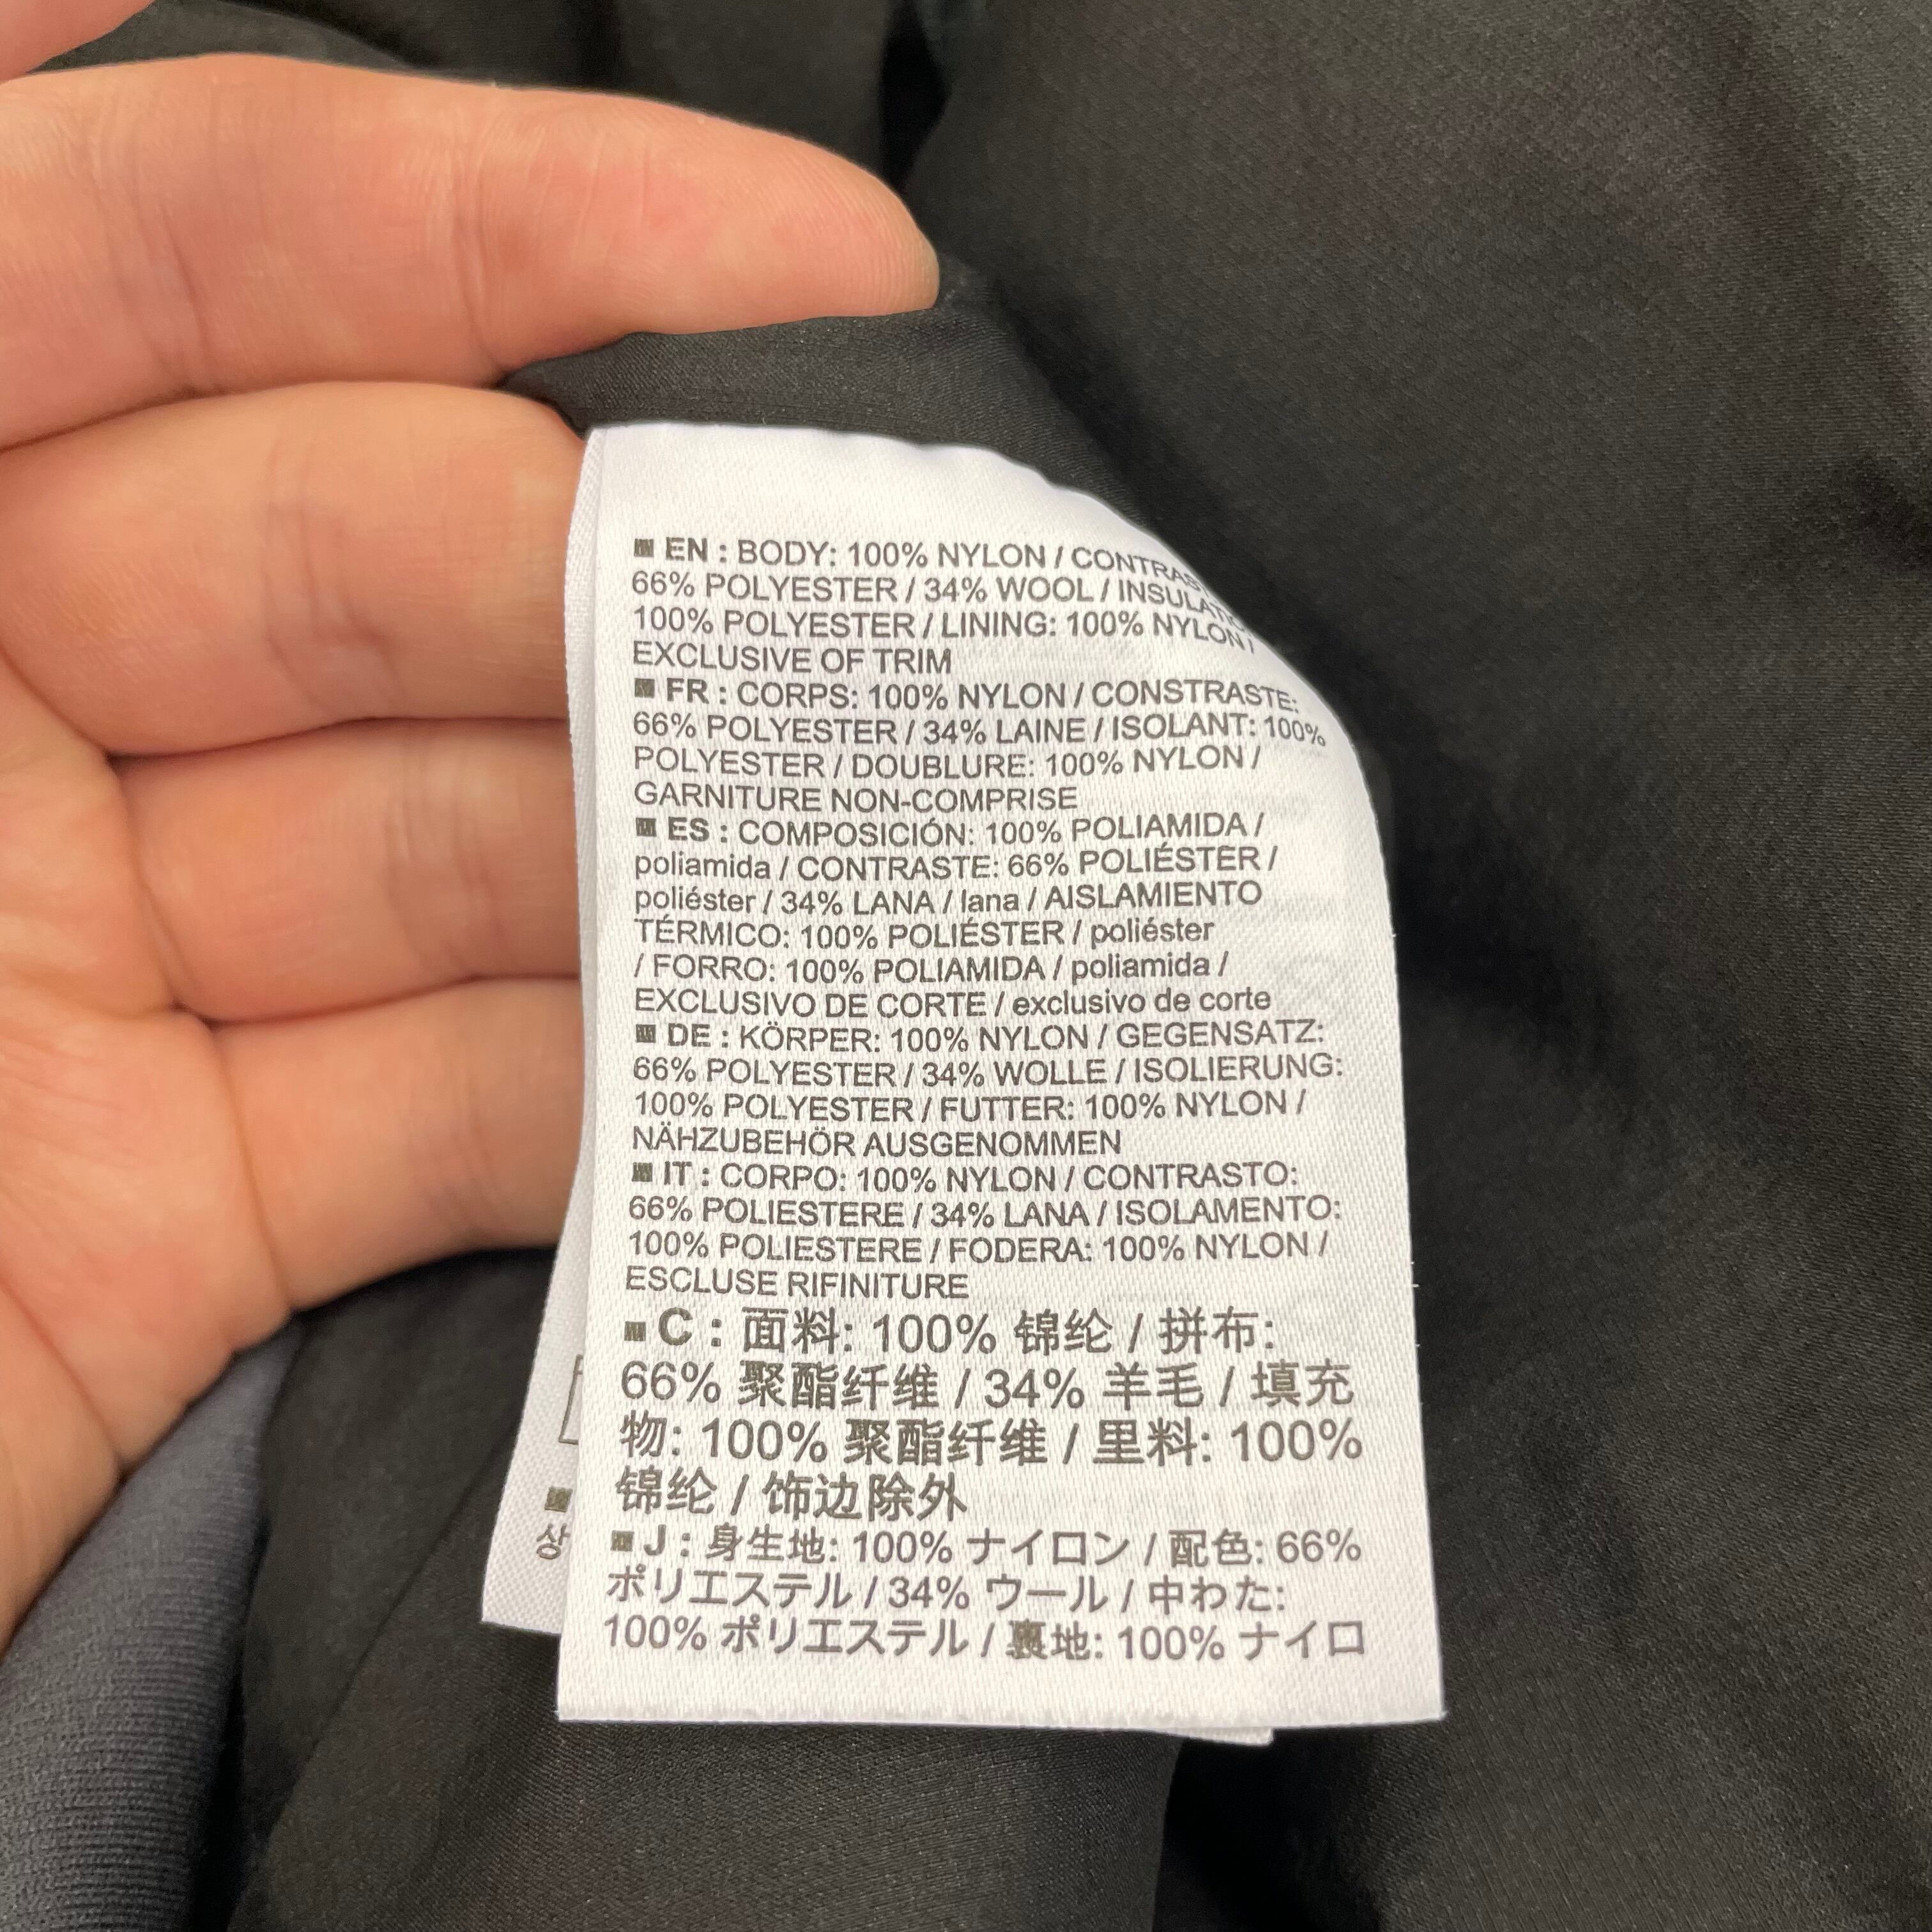 EN : BODY: 100% NYLON / CONTRAST
66% POLYESTER / 34% WOOL / INSULATION
100% POLYESTER / LINING: 100% NYLON /
EXCLUSIVE OF TRIM
FR : CORPS: 100% NYLON / CONSTRASTE:
66% POLYESTER / 34% LAINE / ISOLANT: 100%
POLYESTER / DOUBLURE: 100% NYLON /
GARNITURE NON-COMPRISE
ES : COMPOSICIÓN: 100% POLIAMIDA /
poliamida / CONTRASTE: 66% POLIÉSTER /
poliéster / 34% LANA / lana / AISLAMIENTO
TÉRMICO: 100% POLIÉSTER / poliéster
/ FORRO: 100% POLIAMIDA / poliamida /
EXCLUSIVO DE CORTE / exclusivo de corte
DE : KÖRPER: 100% NYLON / GEGENSATZ:
66% POLYESTER / 34% WOLLE / ISOLIERUNG:
100% POLYESTER / FUTTER: 100% NYLON /
NÄHZUBEHÖR AUSGENOMMEN
IT : CORPO: 100% NYLON / CONTRASTO:
66% POLIESTERE / 34% LANA / ISOLAMENTO:
100% POLIESTERE / FODERA: 100% NYLON /
ESCLUSE RIFINITURE
C : 面料: 100% 锦纶 / 拼布:
66% 聚酯纤维 / 34% 羊毛 / 填充
物: 100% 聚酯纤维 / 里料: 100%
锦纶 / 饰边除外
J : 身生地: 100% ナイロン / 配色: 66%
ポリエステル / 34% ウール / 中わた:
100% ポリエステル / 裏地: 100% ナイロ
상